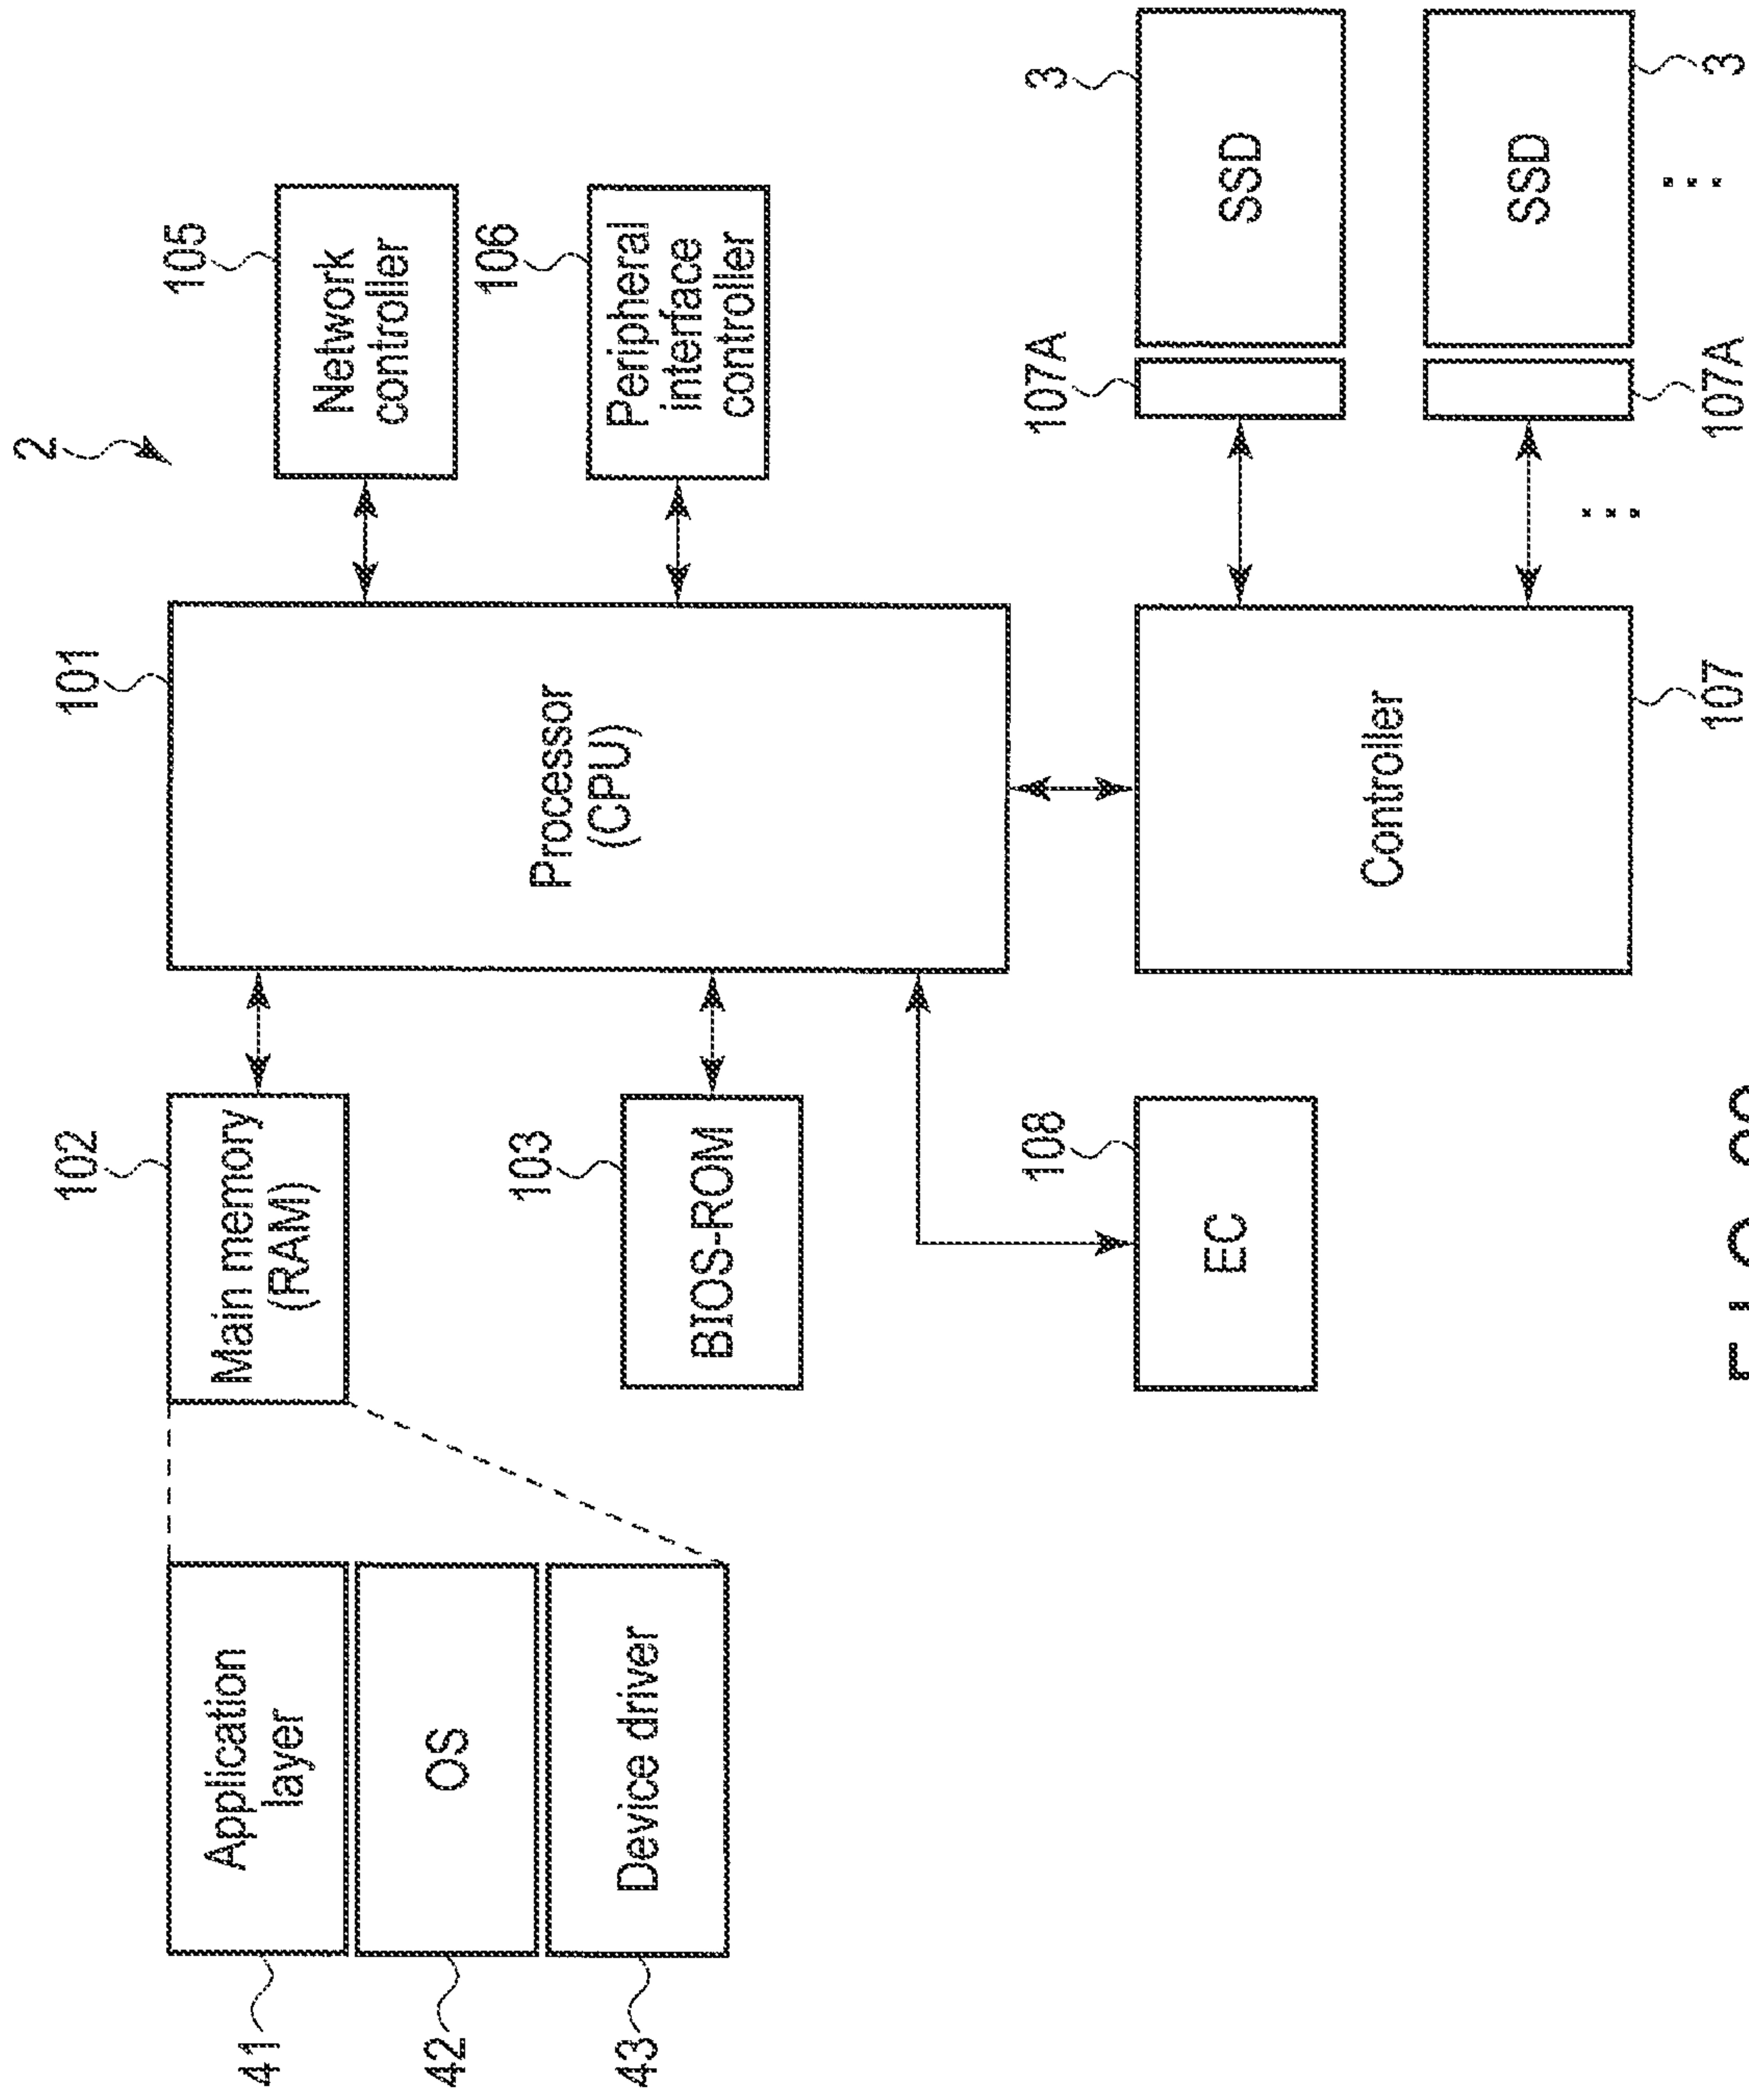 2
101
102
105
Application
layer
Main memory
(RAM)
Processor
(CPU)
Network
controller
41
OS
42
103
106
BIOS-ROM
Peripheral
interface
controller
Device driver
43
108
107A
3
EC
Controller
SSD
SSD
107
107A
3